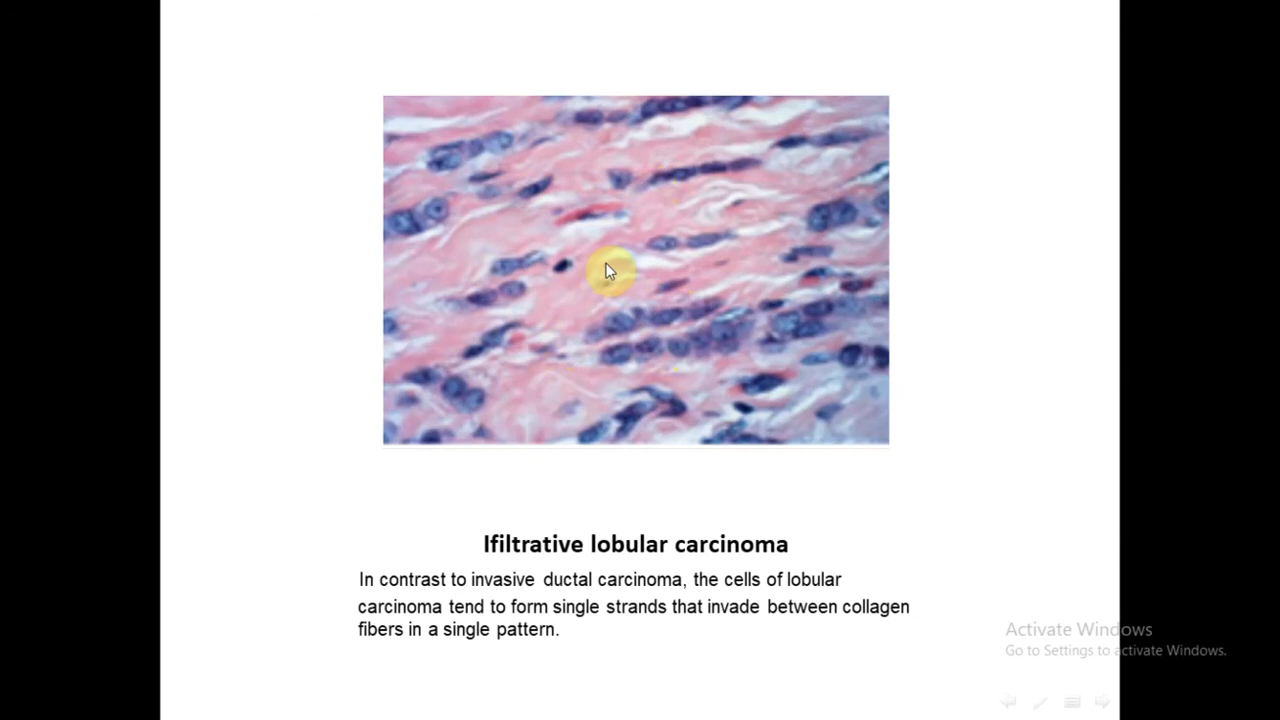 Ifiltrative lobular carcinoma
In contrast to invasive ductal carcinoma, the cells of lobular
carcinoma tend to form single strands that invade between collagen
fibers in a single pattern.
Activate Windows
Go to Settings to activate Windows.